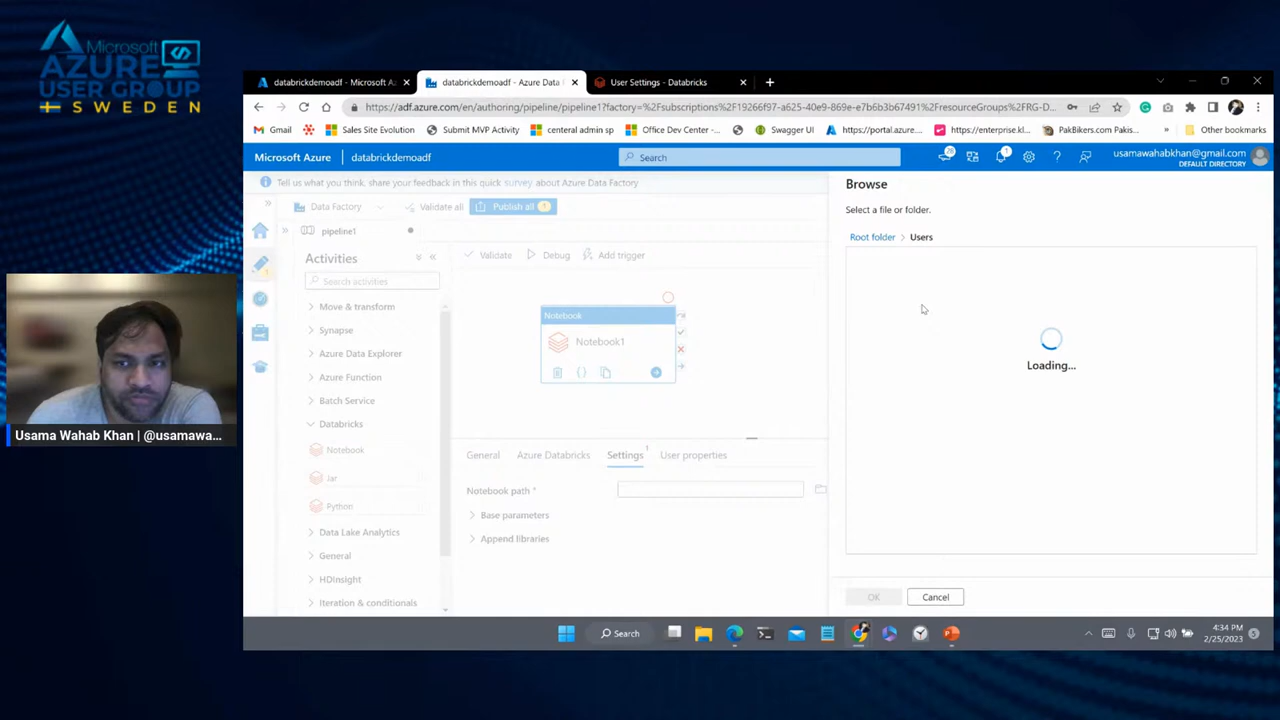 Microsoft
AZURE
USER GROUP
SWEDEN
databrickdemoadf - Microsoft A
databrickdemoadf - Azure Data F
User Settings - Databricks
https://adf.azure.com/en/authoring/pipeline/pipeline1?factory=%2Fsubscriptions%2F19266f97-a625-40e9-869e-e7b6b3b67491%2FresourceGroups%2FRG-D...
Gmail
Sales Site Evolution
Submit MVP Activity
centeral admin sp
Office Dev Center -...
Swagger UI
https://portal.azure...
https://enterprise.kl...
PakBikers.com Pakis...
»
Other bookmarks
Microsoft Azure
databrickdemoadf
Search
usamawahabkhan@gmail.com
DEFAULT DIRECTORY
Tell us what you think, share your feedback in this quick survey about Azure Data Factory
Data Factory
Validate all
Publish all 1
pipeline1
Activities
Search activities
Move & transform
Synapse
Azure Data Explorer
Azure Function
Batch Service
Databricks
Notebook
Jar
Python
Data Lake Analytics
General
HDInsight
Iteration & conditionals
Validate
Debug
Add trigger
Notebook
Notebook1
General
Azure Databricks
Settings 1
User properties
Notebook path *
Base parameters
Append libraries
Browse
Select a file or folder.
Root folder > Users
Loading...
OK
Cancel
Usama Wahab Khan | @usamawa...
Search
4:34 PM
2/25/2023